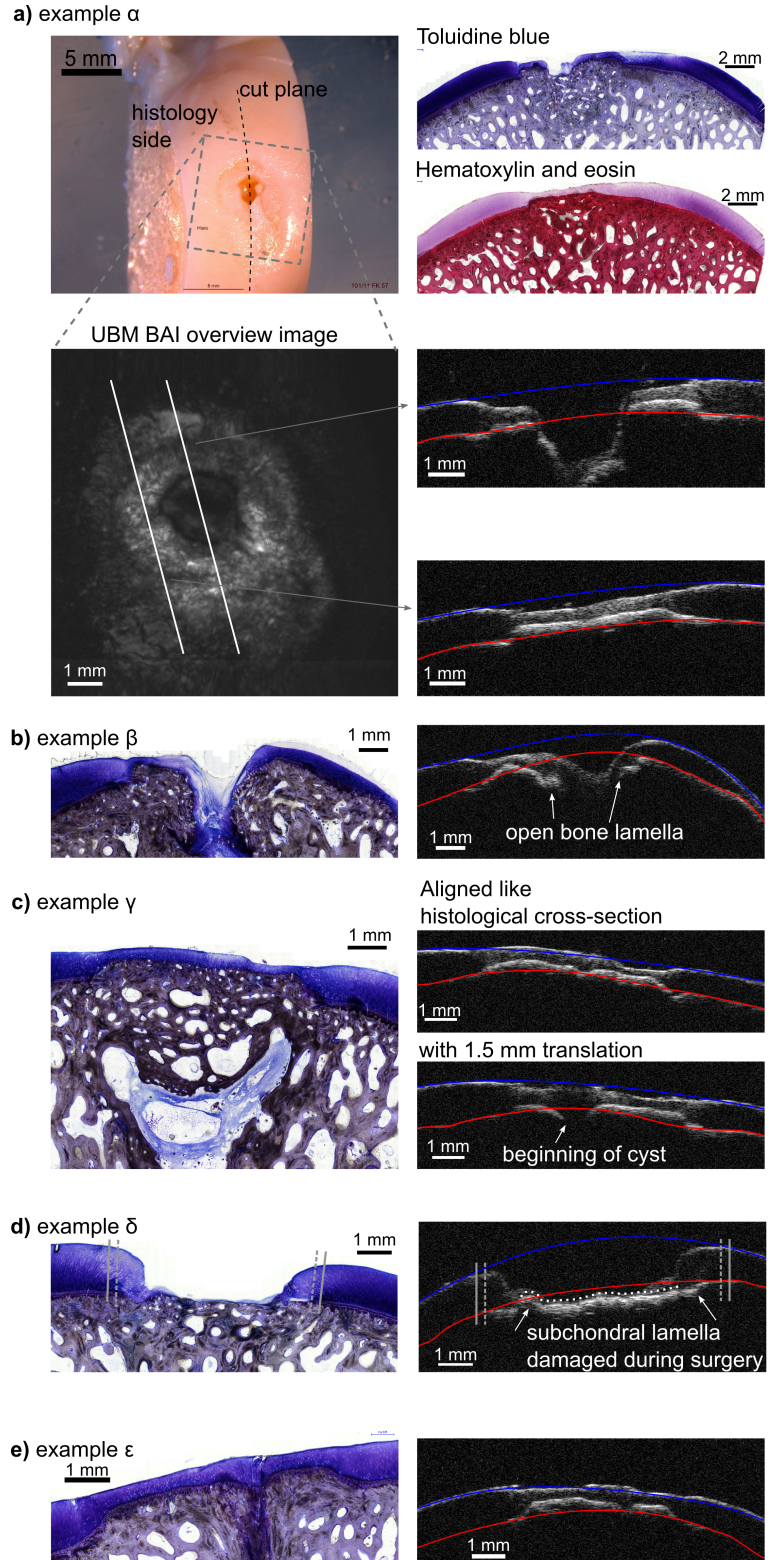 a) example α
5 mm
cut plane
histology
side
8 mm
Toluidine blue
2 mm
Hematoxylin and eosin
2 mm
UBM BAI overview image
1 mm
1 mm
1 mm
b) example β
1 mm
1 mm
open bone lamella
c) example γ
1 mm
Aligned like
histological cross-section
1 mm
with 1.5 mm translation
1 mm
beginning of cyst
d) example δ
1 mm
subchondral lamella
damaged during surgery
1 mm
e) example ε
1 mm
1 mm